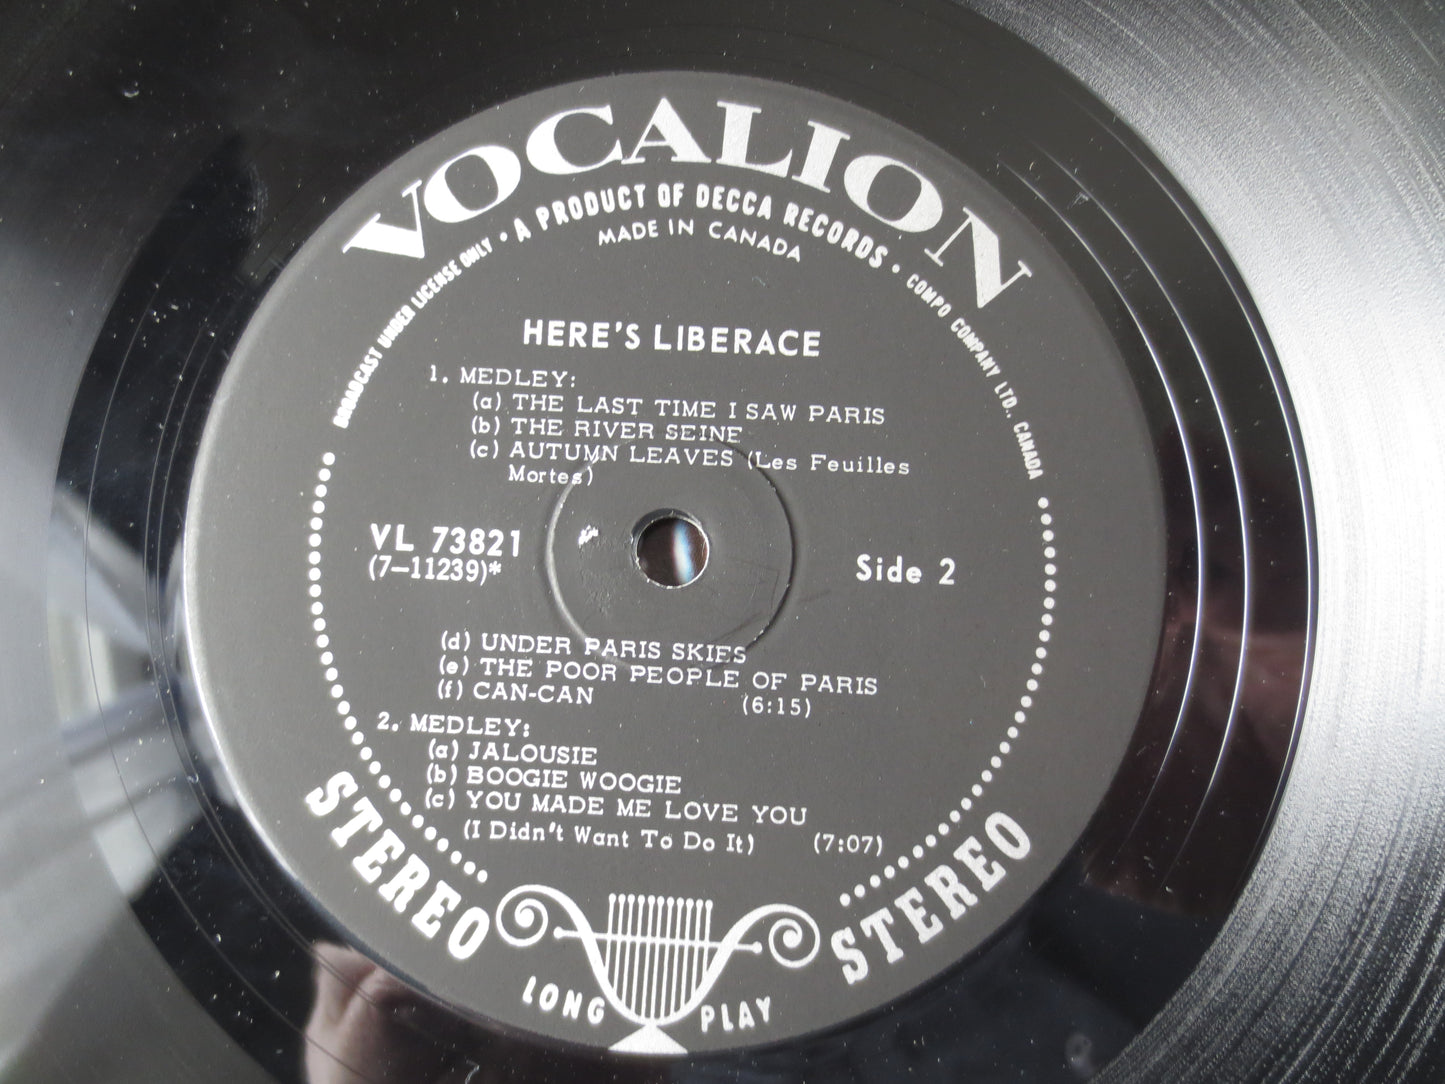 VOCALION
BROADCAST UNDER LICENSE ONLY • A PRODUCT OF DECCA RECORDS • COMPO COMPANY LTD., CANADA
MADE IN CANADA
HERE'S LIBERACE
1. MEDLEY:
(a) THE LAST TIME I SAW PARIS
(b) THE RIVER SEINE
(c) AUTUMN LEAVES (Les Feuilles
Mortes)
VL 73821
(7–11239)*
Side 2
(d) UNDER PARIS SKIES
(e) THE POOR PEOPLE OF PARIS
(f) CAN-CAN (6:15)
2. MEDLEY:
(a) JALOUSIE
(b) BOOGIE WOOGIE
(c) YOU MADE ME LOVE YOU
(I Didn't Want To Do It) (7:07)
STEREO
STEREO
LONG PLAY